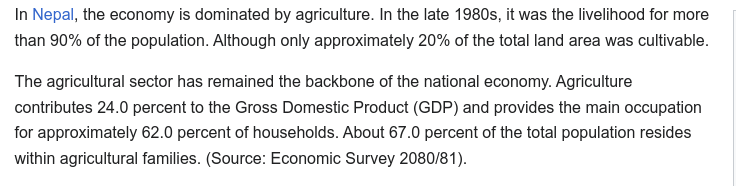 In Nepal, the economy is dominated by agriculture. In the late 1980s, it was the livelihood for more
than 90% of the population. Although only approximately 20% of the total land area was cultivable.
The agricultural sector has remained the backbone of the national economy. Agriculture
contributes 24.0 percent to the Gross Domestic Product (GDP) and provides the main occupation
for approximately 62.0 percent of households. About 67.0 percent of the total population resides
within agricultural families. (Source: Economic Survey 2080/81).